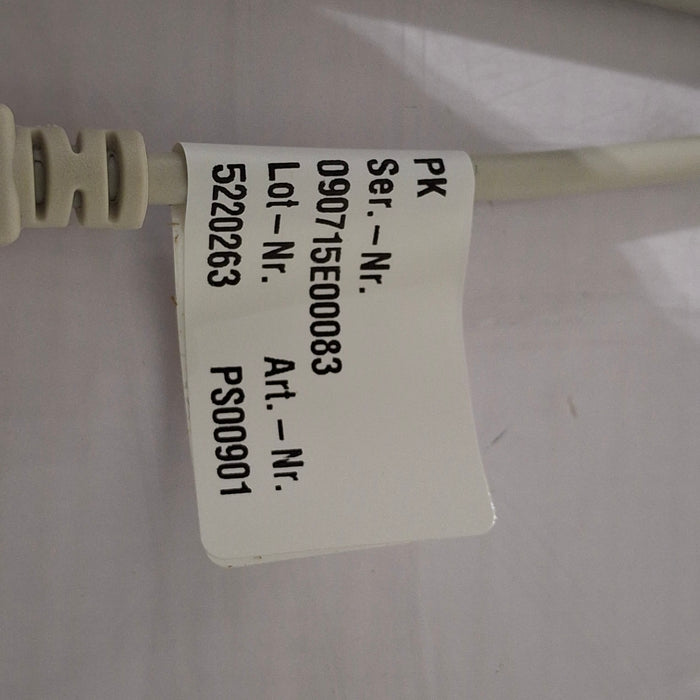 PK
Ser.-Nr.
090715E00083
Lot-Nr. Art.-Nr.
5220263 PS00901